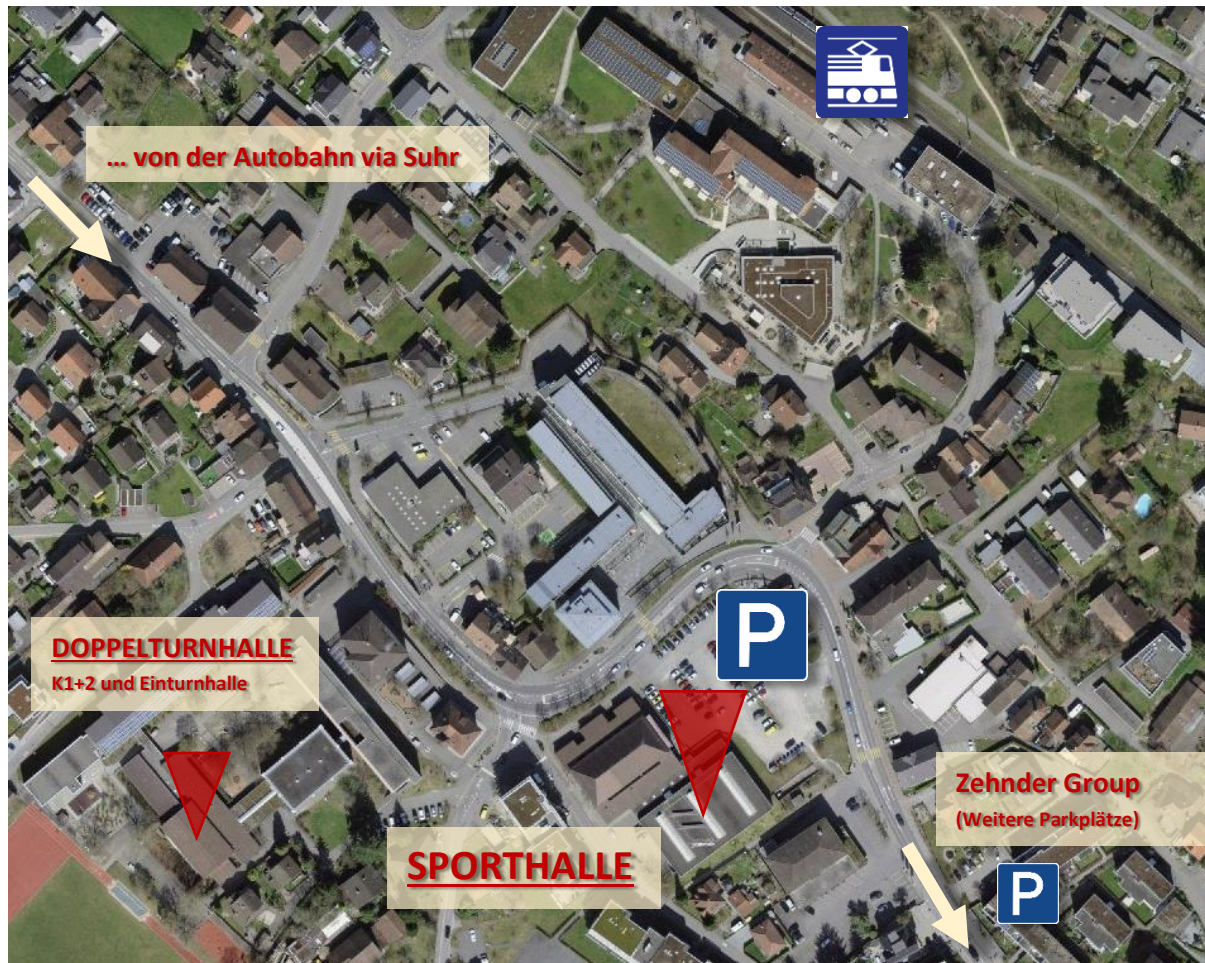 ... von der Autobahn via Suhr
DOPPELTURNHALLE
K1+2 und Einturnhalle
P
SPORTHALLE
Zehnder Group
(Weitere Parkplätze)
P